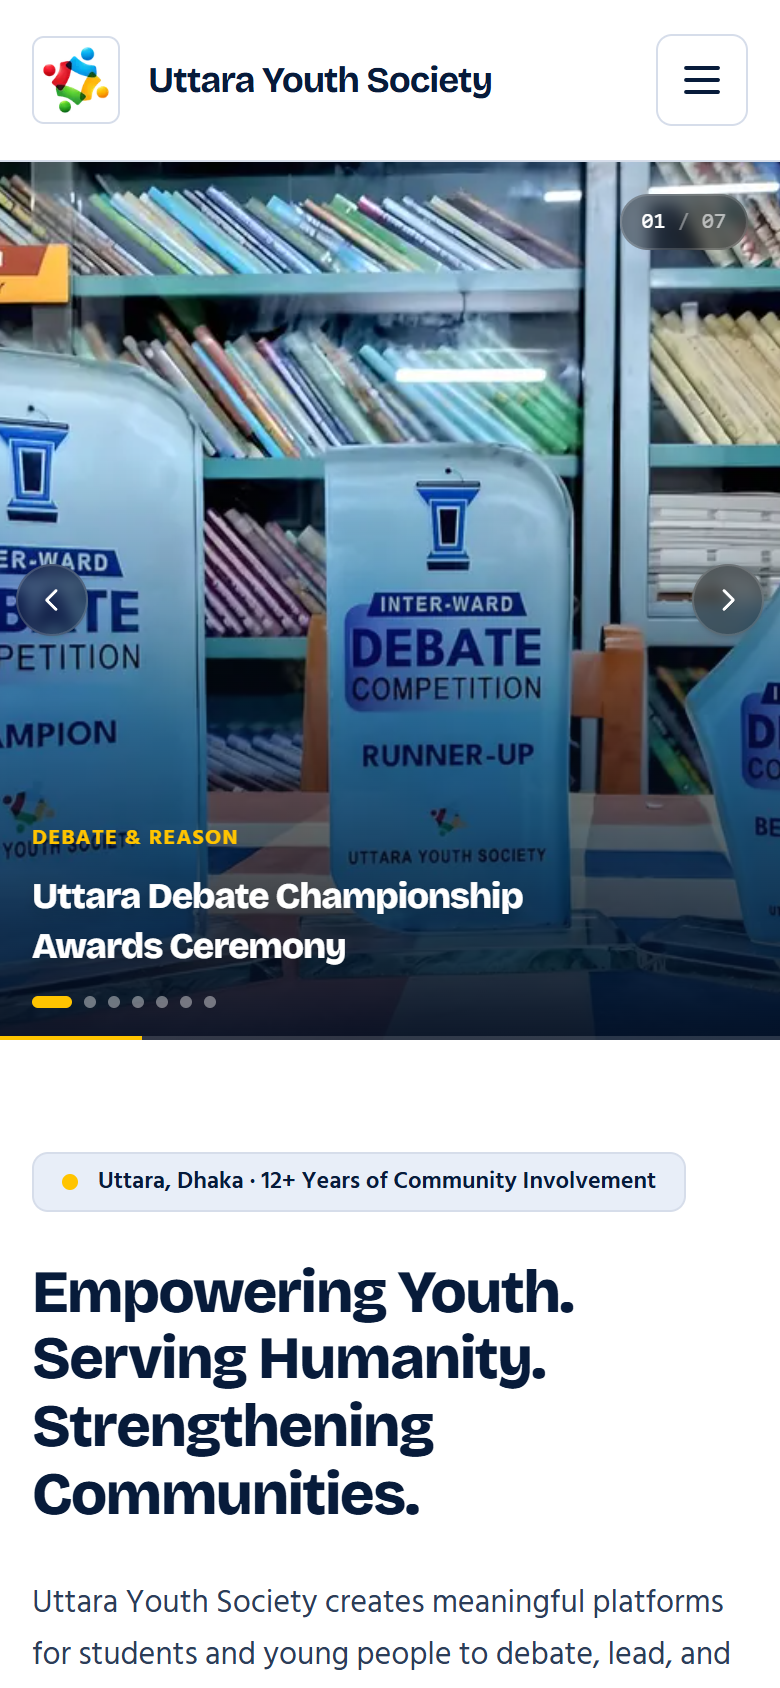 Uttara Youth Society
01 / 07
ER-WARD
INTER-WARD
DEBATE
PETITION
COMPETITION
AMPION
RUNNER-UP
UTTARA YOUTH SOCIETY
DEBATE & REASON
Uttara Debate Championship
Awards Ceremony
Uttara, Dhaka · 12+ Years of Community Involvement
Empowering Youth.
Serving Humanity.
Strengthening
Communities.
Uttara Youth Society creates meaningful platforms
for students and young people to debate, lead, and